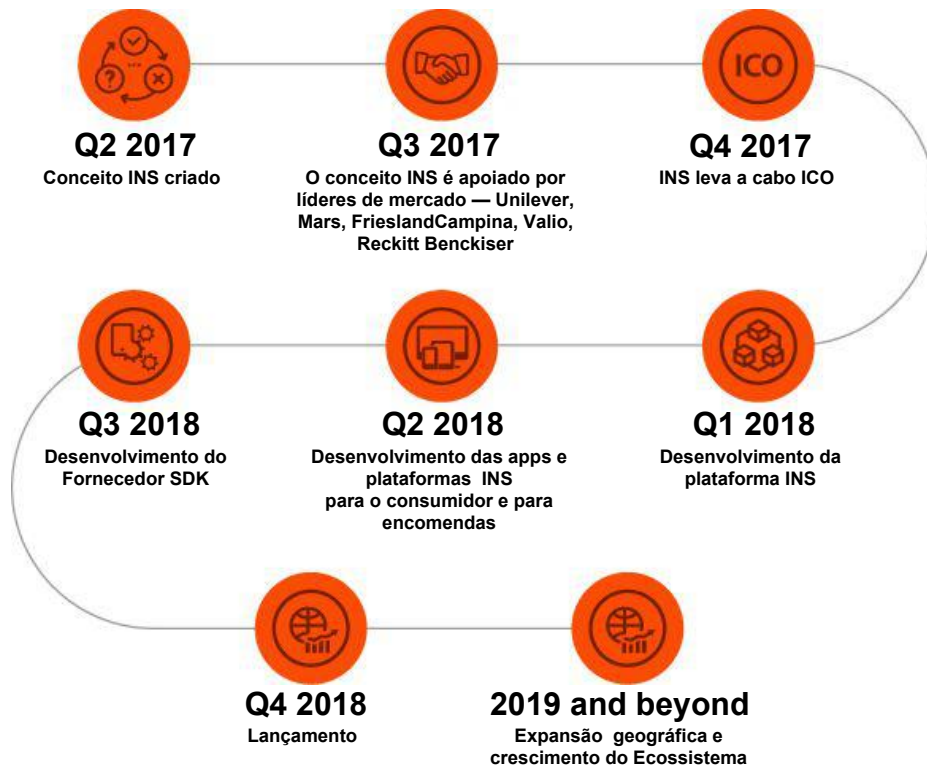 ICO
Q2 2017
Conceito INS criado
Q3 2017
O conceito INS é apoiado por
líderes de mercado — Unilever,
Mars, FrieslandCampina, Valio,
Reckitt Benckiser
Q4 2017
INS leva a cabo ICO
Q3 2018
Desenvolvimento do
Fornecedor SDK
Q2 2018
Desenvolvimento das apps e
plataformas INS
para o consumidor e para
encomendas
Q1 2018
Desenvolvimento da
plataforma INS
Q4 2018
Lançamento
2019 and beyond
Expansão geográfica e
crescimento do Ecossistema